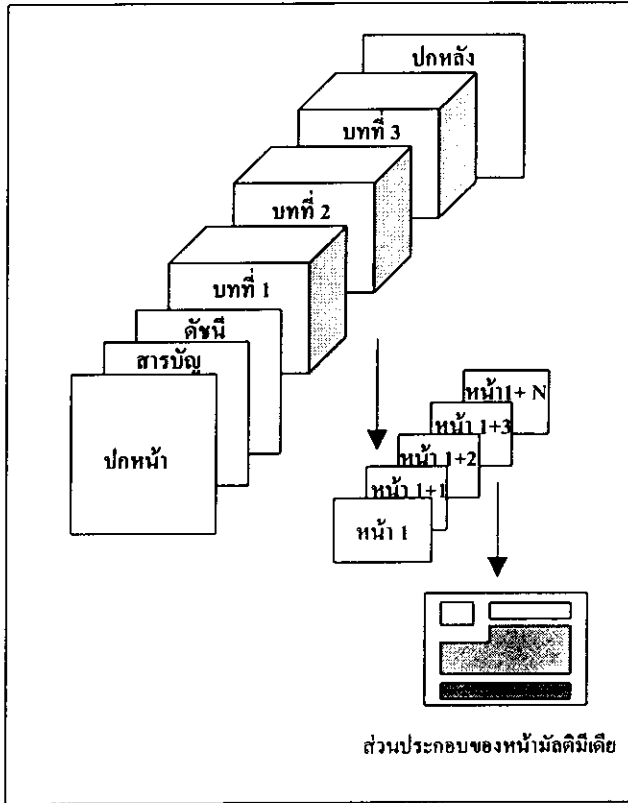 ปกหลัง
บทที่ 3
บทที่ 2
บทที่ 1
ดัชนี
สารบัญ
ปกหน้า
หน้า1+ N
หน้า 1+3
หน้า 1+2
หน้า 1+1
หน้า 1
ส่วนประกอบของหน้ามัลติมีเดีย